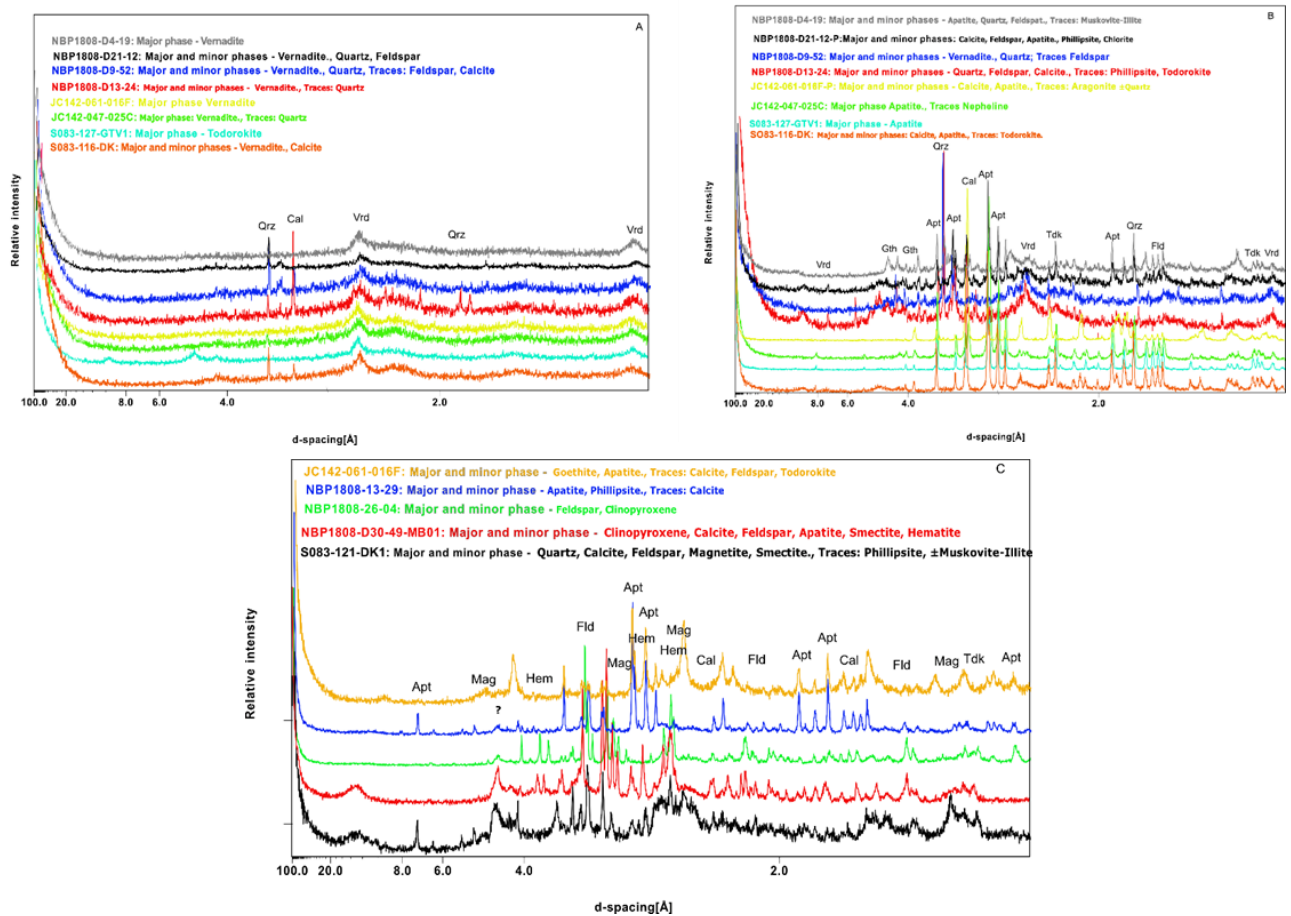 A
NBP1808-D4-19: Major phase - Vernadite
NBP1808-D21-12: Major and minor phases - Vernadite., Quartz, Feldspar
NBP1808-D9-52: Major and minor phases - Vernadite., Quartz, Traces: Feldspar, Calcite
NBP1808-D13-24: Major and minor phases - Vernadite., Traces: Quartz
JC142-061-016F: Major phase Vernadite
JC142-047-025C: Major phase: Vernadite., Traces: Quartz
S083-127-GTV1: Major phase - Todorokite
S083-116-DK: Major and minor phases - Vernadite., Calcite
Relative intensity
Qrz Cal Vrd Qrz Vrd
100.0 20.0 8.0 6.0 4.0 2.0
d-spacing[Å]
B
NBP1808-D4-19: Major and minor phases - Apatite, Quartz, Feldspat., Traces: Muskovite-Illite
NBP1808-D21-12-P:Major and minor phases: Calcite, Feldspar, Apatite., Phillipsite, Chlorite
NBP1808-D9-52: Major and minor phases - Vernadite., Quartz; Traces Feldspar
NBP1808-D13-24: Major and minor phases - Quartz, Feldspar, Calcite., Traces: Phillipsite, Todorokite
JC142-061-016F-P: Major and minor phases - Calcite, Apatite., Traces: Aragonite ±Quartz
JC142-047-025C: Major phase Apatite., Traces Nepheline
S083-127-GTV1: Major phase - Apatite
SO83-116-DK: Major and minor phases: Calcite, Apatite., Traces: Todorokite.
Relative intensity
Qrz
Cal Apt
Apt Apt Apt
Gth Gth Vrd Tdk Apt Qrz Fld
Vrd Tdk Vrd
100.0 20.0 8.0 6.0 4.0 2.0
d-spacing[Å]
C
JC142-061-016F: Major and minor phase - Goethite, Apatite., Traces: Calcite, Feldspar, Todorokite
NBP1808-13-29: Major and minor phase - Apatite, Phillipsite., Traces: Calcite
NBP1808-26-04: Major and minor phase - Feldspar, Clinopyroxene
NBP1808-D30-49-MB01: Major and minor phase - Clinopyroxene, Calcite, Feldspar, Apatite, Smectite, Hematite
S083-121-DK1: Major and minor phase - Quartz, Calcite, Feldspar, Magnetite, Smectite., Traces: Phillipsite, ±Muskovite-Illite
Relative intensity
Apt
Fld Apt
Hem Mag
Apt Mag Hem Mag Hem Cal Fld Apt Apt Cal Fld Mag Tdk Apt
?
100.0 20.0 8.0 6.0 4.0 2.0
d-spacing[Å]